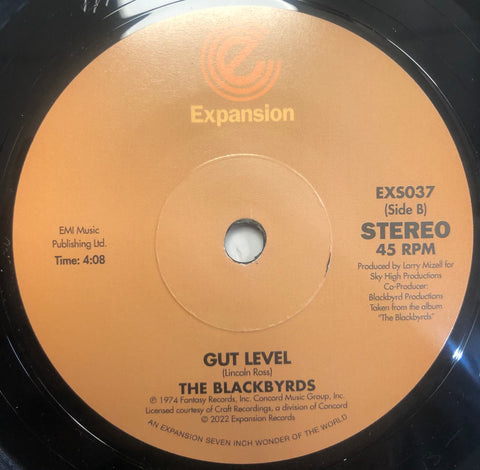 e
Expansion
EXS037
(Side B)
STEREO
45 RPM
EMI Music
Publishing Ltd.
Time: 4:08
Produced by Larry Mizell for
Sky High Productions
Co-Producer:
Blackbyrd Productions
Taken from the album
"The Blackbyrds"
GUT LEVEL
(Lincoln Ross)
THE BLACKBYRDS
℗ 1974 Fantasy Records, Inc. Concord Music Group, Inc.
Licensed courtesy of Craft Recordings, a division of Concord
© 2022 Expansion Records
AN EXPANSION SEVEN INCH WONDER OF THE WORLD